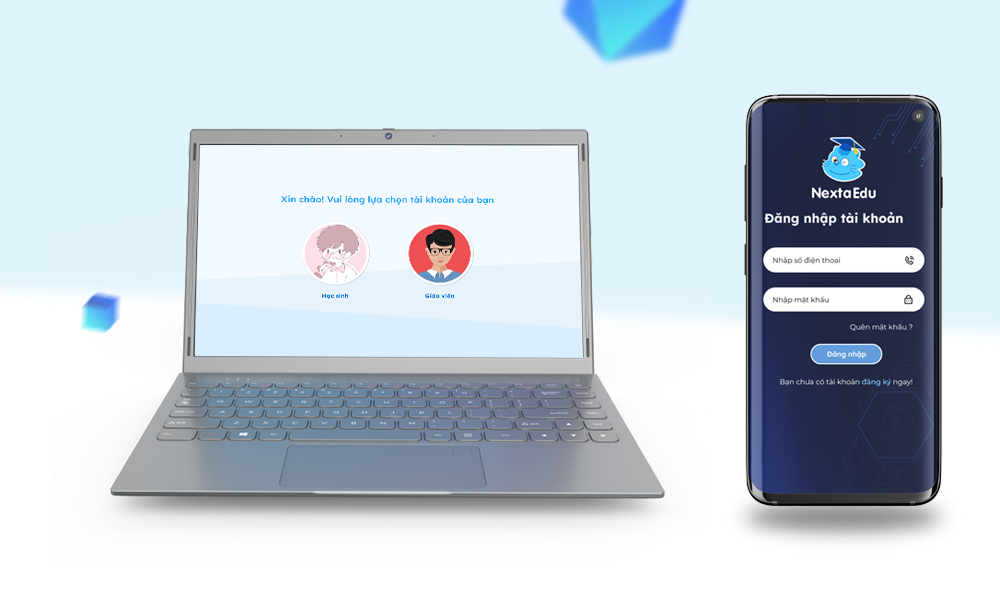 Xin chào! Vui lòng lựa chọn tài khoản của bạn
Học sinh
Giáo viên
NextaEdu
Đăng nhập tài khoản
Nhập số điện thoại
Nhập mật khẩu
Quên mật khẩu ?
Đăng nhập
Bạn chưa có tài khoản đăng ký ngay!